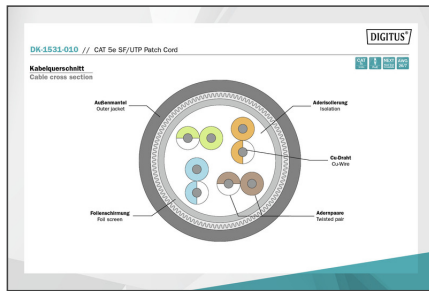 DIGITUS®
DK-1531-010 // CAT 5e SF/UTP Patch Cord
Kabelquerschnitt
Cable cross section
Außenmantel
Outer jacket
Aderisolierung
Isolation
Cu-Draht
Cu-Wire
Folienschirmung
Foil screen
Adernpaare
Twisted pair